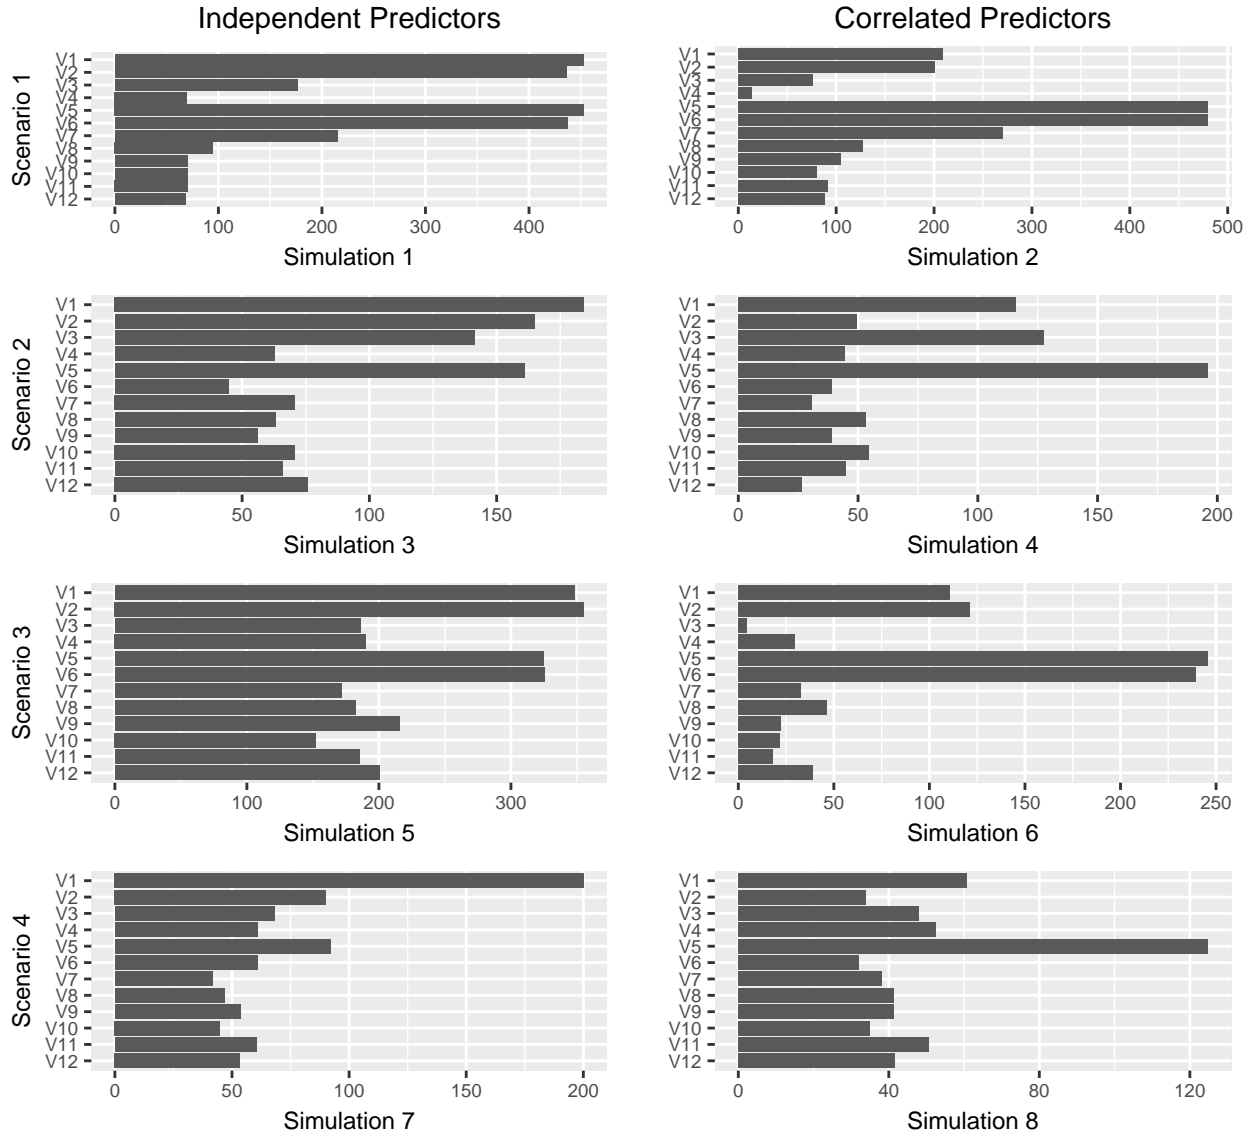 Independent Predictors
Correlated Predictors
Scenario 1
V1
V2
V3
V4
V5
V6
V7
V8
V9
V10
V11
V12
0 100 200 300 400
Simulation 1
V1
V2
V3
V4
V5
V6
V7
V8
V9
V10
V11
V12
0 100 200 300 400 500
Simulation 2
Scenario 2
V1
V2
V3
V4
V5
V6
V7
V8
V9
V10
V11
V12
0 50 100 150
Simulation 3
V1
V2
V3
V4
V5
V6
V7
V8
V9
V10
V11
V12
0 50 100 150 200
Simulation 4
Scenario 3
V1
V2
V3
V4
V5
V6
V7
V8
V9
V10
V11
V12
0 100 200 300
Simulation 5
V1
V2
V3
V4
V5
V6
V7
V8
V9
V10
V11
V12
0 50 100 150 200 250
Simulation 6
Scenario 4
V1
V2
V3
V4
V5
V6
V7
V8
V9
V10
V11
V12
0 50 100 150 200
Simulation 7
V1
V2
V3
V4
V5
V6
V7
V8
V9
V10
V11
V12
0 40 80 120
Simulation 8